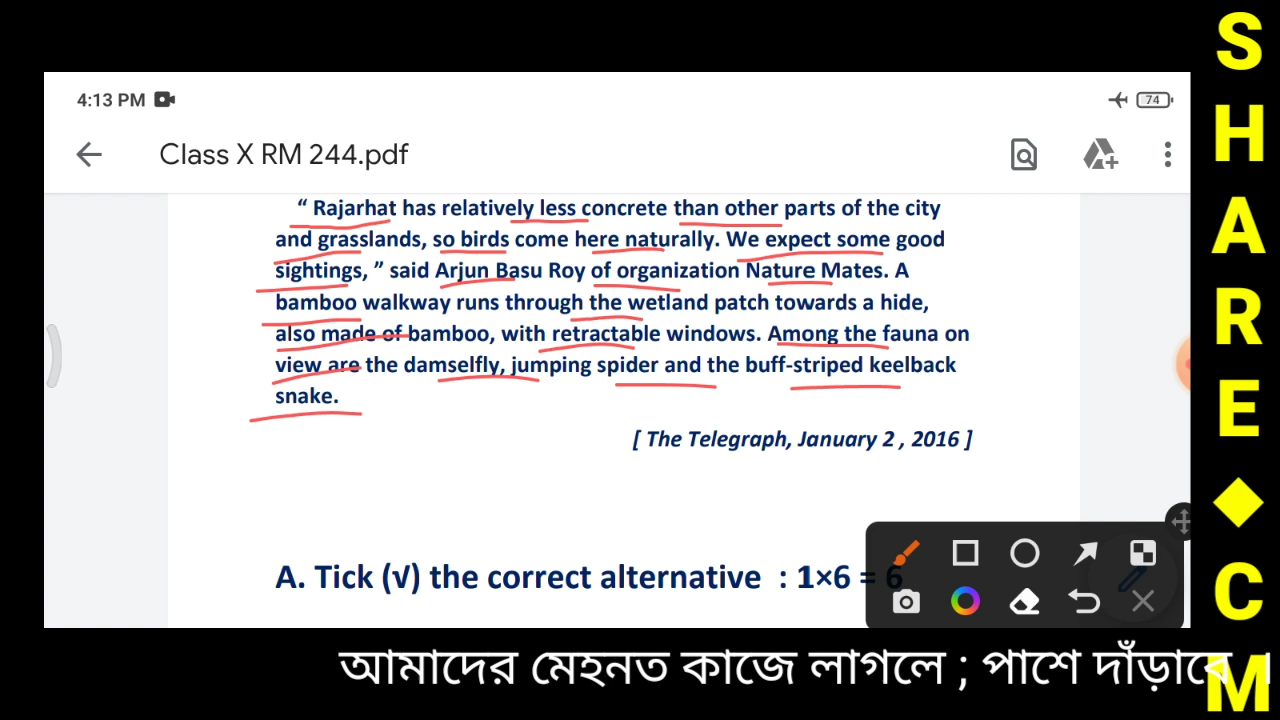 4:13 PM
74
Class X RM 244.pdf
“ Rajarhat has relatively less concrete than other parts of the city
and grasslands, so birds come here naturally. We expect some good
sightings, ” said Arjun Basu Roy of organization Nature Mates. A
bamboo walkway runs through the wetland patch towards a hide,
also made of bamboo, with retractable windows. Among the fauna on
view are the damselfly, jumping spider and the buff-striped keelback
snake.
[ The Telegraph, January 2 , 2016 ]
A. Tick (√) the correct alternative : 1×6 = 6
আমাদের মেহনত কাজে লাগলে ; পাশে দাঁড়াবে ।
SHARE◆CM